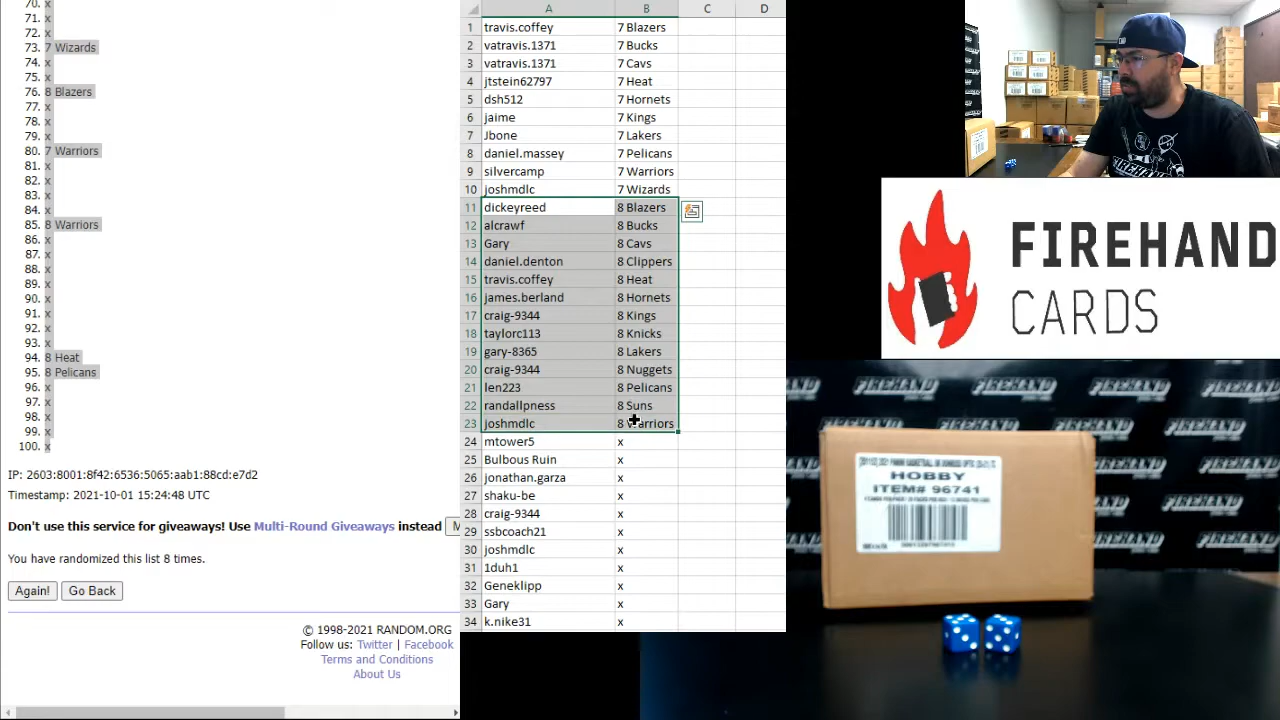 70. x
71. x
72. x
73. 7 Wizards
74. x
75. x
76. 8 Blazers
77. x
78. x
79. x
80. 7 Warriors
81. x
82. x
83. x
84. x
85. 8 Warriors
86. x
87. x
88. x
89. x
90. x
91. x
92. x
93. x
94. 8 Heat
95. 8 Pelicans
96. x
97. x
98. x
99. x
100. x
IP: 2603:8001:8f42:6536:5065:aab1:88cd:e7d2
Timestamp: 2021-10-01 15:24:48 UTC
Don't use this service for giveaways! Use Multi-Round Giveaways instead
You have randomized this list 8 times.
Again! Go Back
© 1998-2021 RANDOM.ORG
Follow us: Twitter | Facebook
Terms and Conditions
About Us
A B C D
1 travis.coffey 7 Blazers
2 vatravis.1371 7 Bucks
3 vatravis.1371 7 Cavs
4 jtstein62797 7 Heat
5 dsh512 7 Hornets
6 jaime 7 Kings
7 Jbone 7 Lakers
8 daniel.massey 7 Pelicans
9 silvercamp 7 Warriors
10 joshmdlc 7 Wizards
11 dickeyreed 8 Blazers
12 alcrawf 8 Bucks
13 Gary 8 Cavs
14 daniel.denton 8 Clippers
15 travis.coffey 8 Heat
16 james.berland 8 Hornets
17 craig-9344 8 Kings
18 taylorc113 8 Knicks
19 gary-8365 8 Lakers
20 craig-9344 8 Nuggets
21 len223 8 Pelicans
22 randallpness 8 Suns
23 joshmdlc 8 Warriors
24 mtower5 x
25 Bulbous Ruin x
26 jonathan.garza x
27 shaku-be x
28 craig-9344 x
29 ssbcoach21 x
30 joshmdlc x
31 1duh1 x
32 Geneklipp x
33 Gary x
34 k.nike31 x
FIREHAND
CARDS
HOBBY
ITEM# 96741